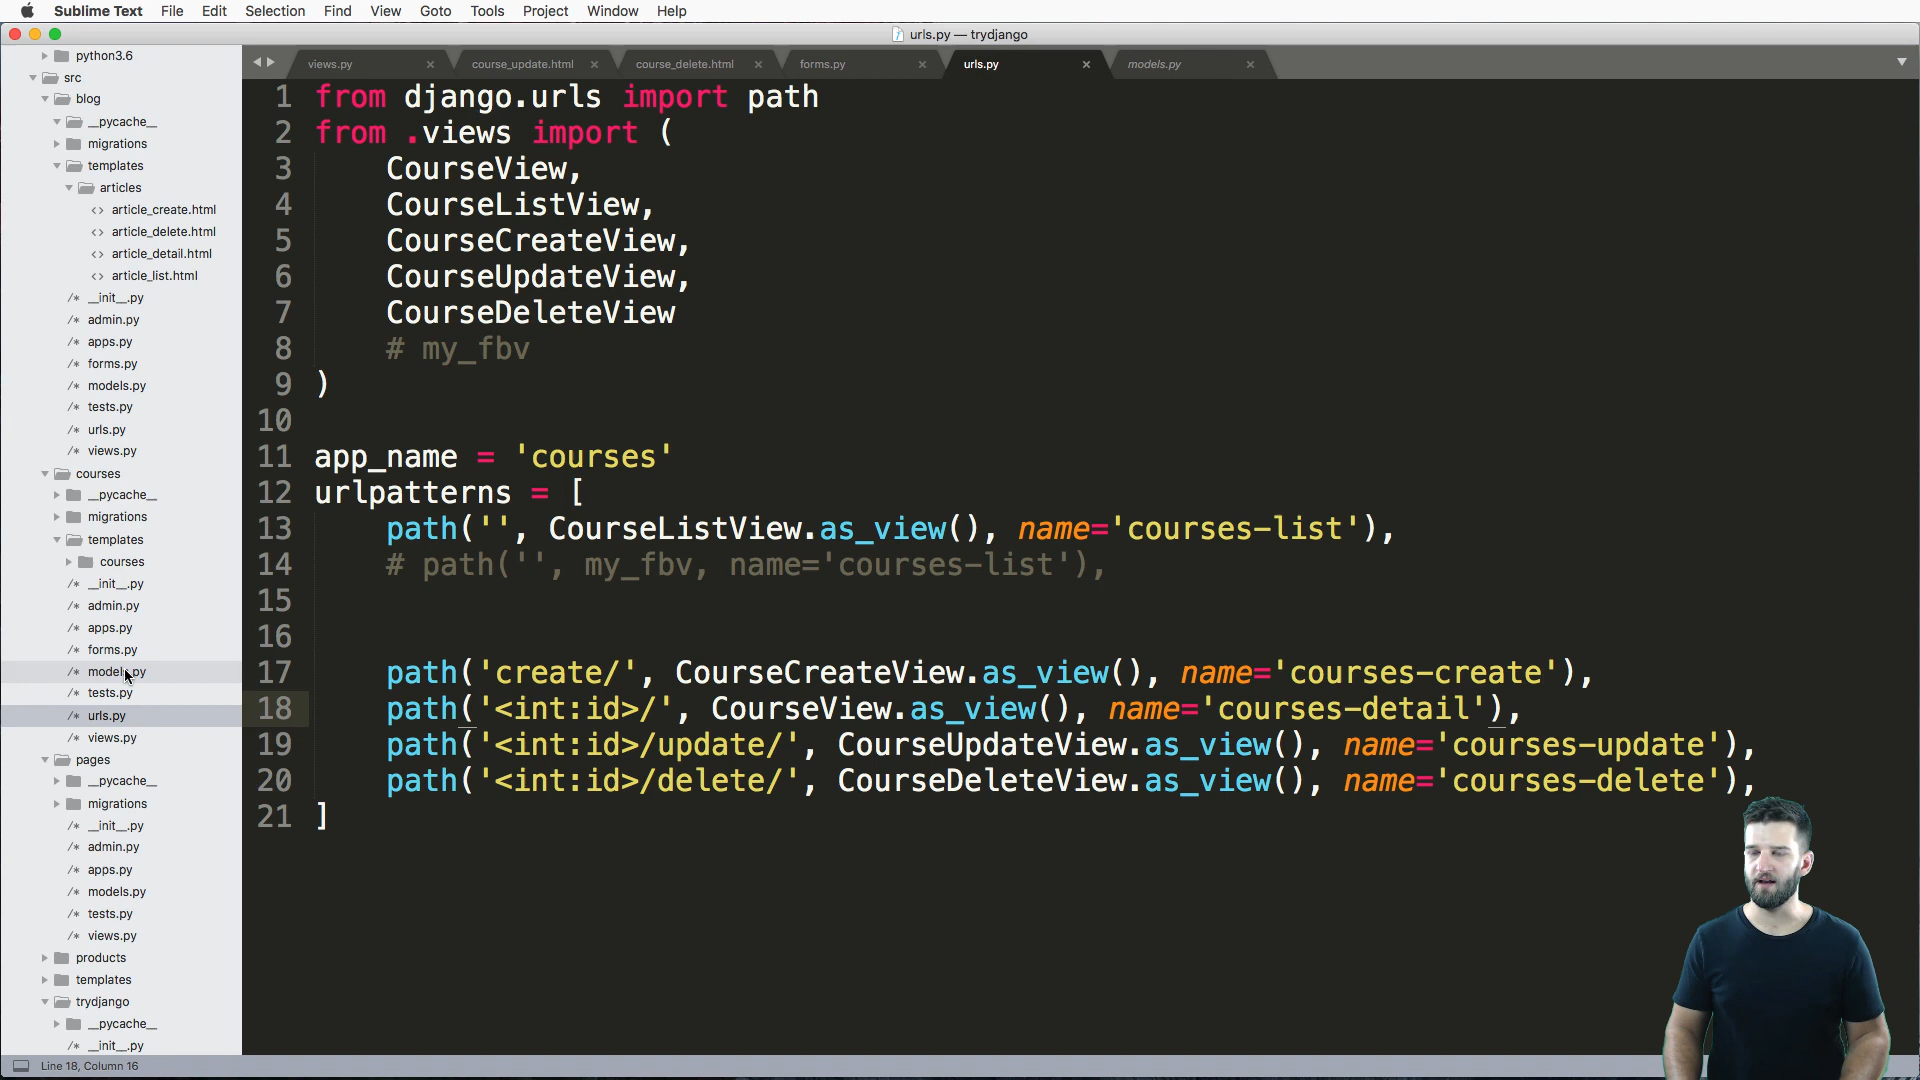 Sublime Text File Edit Selection Find View Goto Tools Project Window Help
urls.py — trydjango
python3.6
src
blog
__pycache__
migrations
templates
articles
article_create.html
article_delete.html
article_detail.html
article_list.html
/* __init__.py
/* admin.py
/* apps.py
/* forms.py
/* models.py
/* tests.py
/* urls.py
/* views.py
courses
__pycache__
migrations
templates
courses
/* __init__.py
/* admin.py
/* apps.py
/* forms.py
/* models.py
/* tests.py
/* urls.py
/* views.py
pages
__pycache__
migrations
/* __init__.py
/* admin.py
/* apps.py
/* models.py
/* tests.py
/* views.py
products
templates
trydjango
__pycache__
/* __init__.py
views.py course_update.html course_delete.html forms.py urls.py models.py
1 from django.urls import path
2 from .views import (
3 CourseView,
4 CourseListView,
5 CourseCreateView,
6 CourseUpdateView,
7 CourseDeleteView
8 # my_fbv
9 )
10
11 app_name = 'courses'
12 urlpatterns = [
13 path('', CourseListView.as_view(), name='courses-list'),
14 # path('', my_fbv, name='courses-list'),
15
16
17 path('create/', CourseCreateView.as_view(), name='courses-create'),
18 path('<int:id>/', CourseView.as_view(), name='courses-detail'),
19 path('<int:id>/update/', CourseUpdateView.as_view(), name='courses-update'),
20 path('<int:id>/delete/', CourseDeleteView.as_view(), name='courses-delete'),
21 ]
Line 18, Column 16